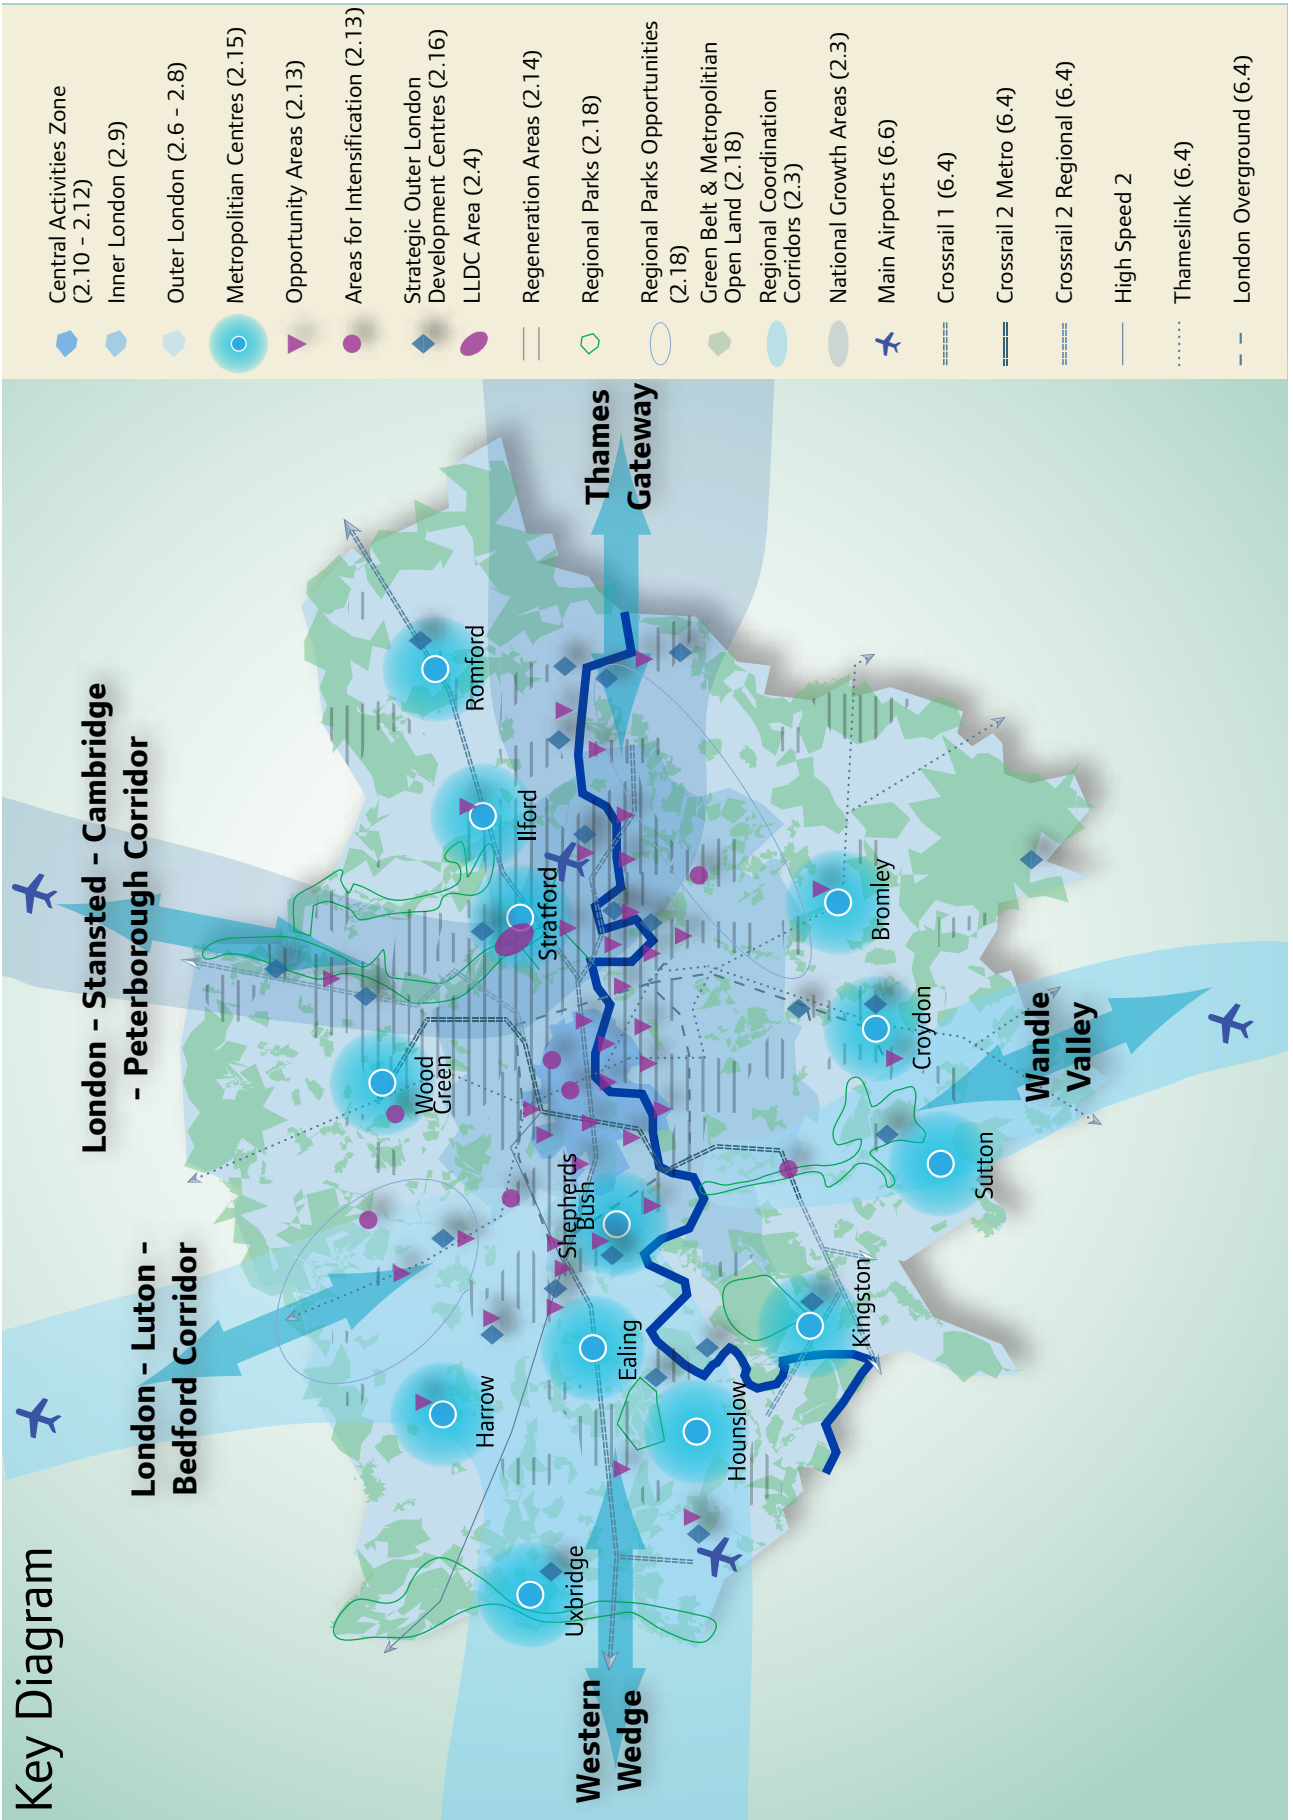 Key Diagram
London – Luton –
Bedford Corridor
London – Stansted – Cambridge
– Peterborough Corridor
Western
Wedge
Thames
Gateway
Wandle
Valley
Uxbridge
Harrow
Ealing
Hounslow
Kingston
Shepherds
Bush
Wood
Green
Sutton
Croydon
Bromley
Stratford
Ilford
Romford
Central Activities Zone
(2.10 – 2.12)
Inner London (2.9)
Outer London (2.6 – 2.8)
Metropolitan Centres (2.15)
Opportunity Areas (2.13)
Areas for Intensification (2.13)
Strategic Outer London
Development Centres (2.16)
LLDC Area (2.4)
Regeneration Areas (2.14)
Regional Parks (2.18)
Regional Parks Opportunities
(2.18)
Green Belt & Metropolitan
Open Land (2.18)
Regional Coordination
Corridors (2.3)
National Growth Areas (2.3)
Main Airports (6.6)
Crossrail 1 (6.4)
Crossrail 2 Metro (6.4)
Crossrail 2 Regional (6.4)
High Speed 2
Thameslink (6.4)
London Overground (6.4)